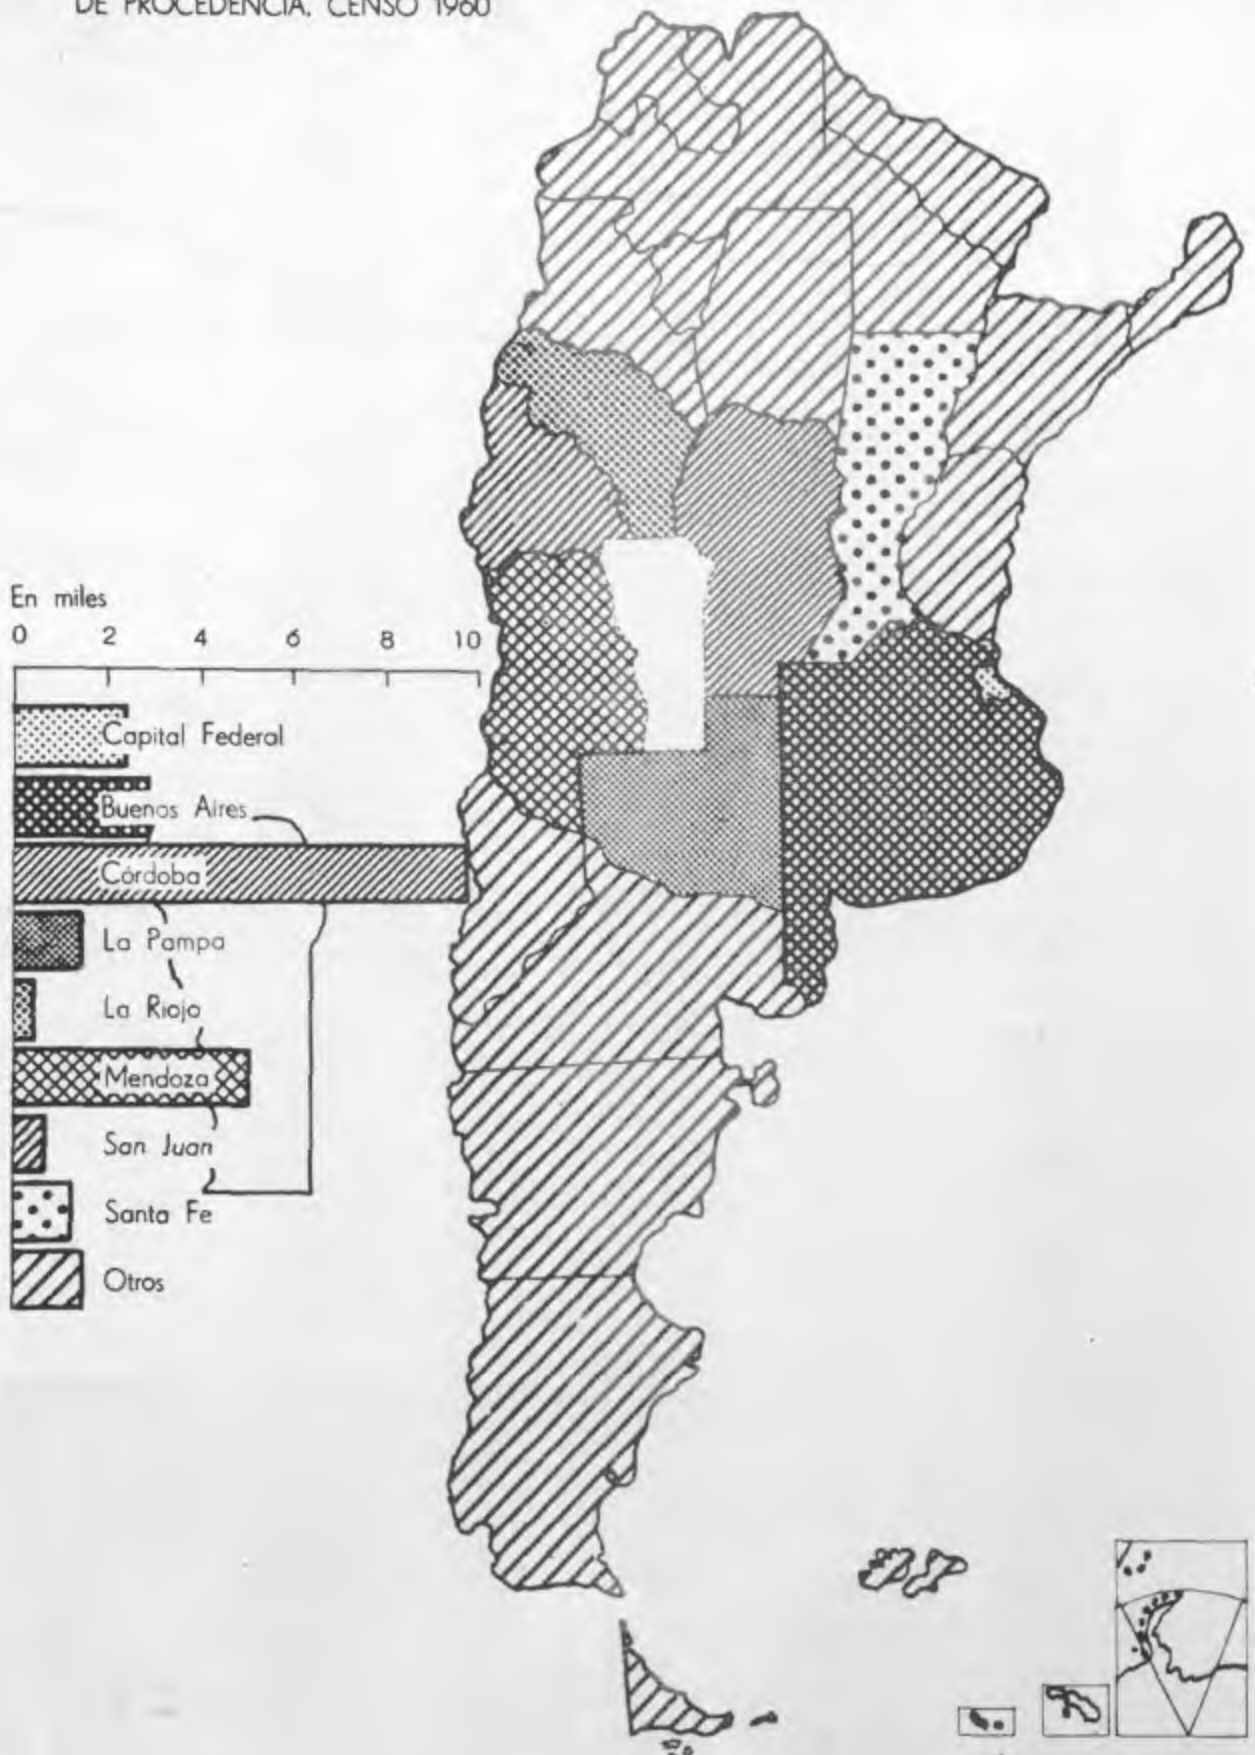 DE PROCEDENCIA. CENSO 1960
En miles
0 2 4 6 8 10
Capital Federal
Buenos Aires
Córdoba
La Pampa
La Riojo
Mendoza
San Juan
Santa Fe
Otros